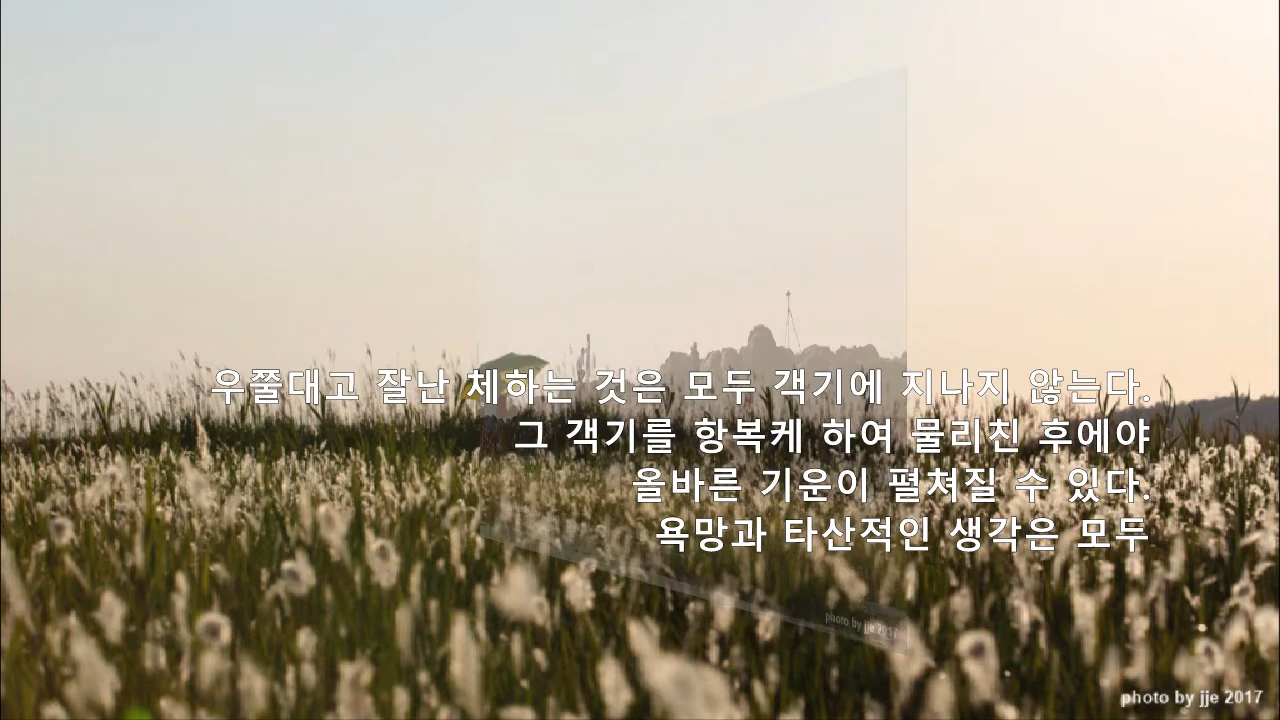 우쭐대고 잘난 체하는 것은 모두 객기에 지나지 않는다.
그 객기를 항복케 하여 물리친 후에야
올바른 기운이 펼쳐질 수 있다.
욕망과 타산적인 생각은 모두
photo by jje 2017
photo by jje 2017